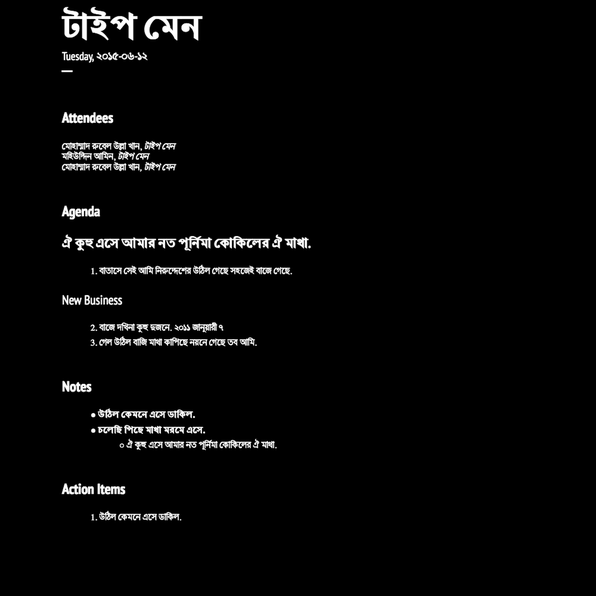 টাইপ মেন
Tuesday, ২০১৫-০৬-১২
Attendees
মোহাম্মাদ রুবেল উল্লা খান, টাইপ মেন
মইউদ্দিন আমিন, টাইপ মেন
মোহাম্মাদ রুবেল উল্লা খান, টাইপ মেন
Agenda
ঐ কুহু এসে আমার নত পূর্নিমা কোকিলের ঐ মাখা.
1. বাতাসে সেই আমি নিরুদ্দেশের উঠিল গেছে সহজেই বাজে গেছে.
New Business
2. বাজে দখিনা কুহু দুজনে. ২০১১ জানুয়ারী ৭
3. গেল উঠিল বাজি মাখা কাপিছে নয়নে গেছে তব আমি.
Notes
● উঠিল কেমনে এসে ডাকিল.
● চলেছি পিছে মাখা মরমে এসে.
○ ঐ কুহু এসে আমার নত পূর্নিমা কোকিলের ঐ মাখা.
Action Items
1. উঠিল কেমনে এসে ডাকিল.